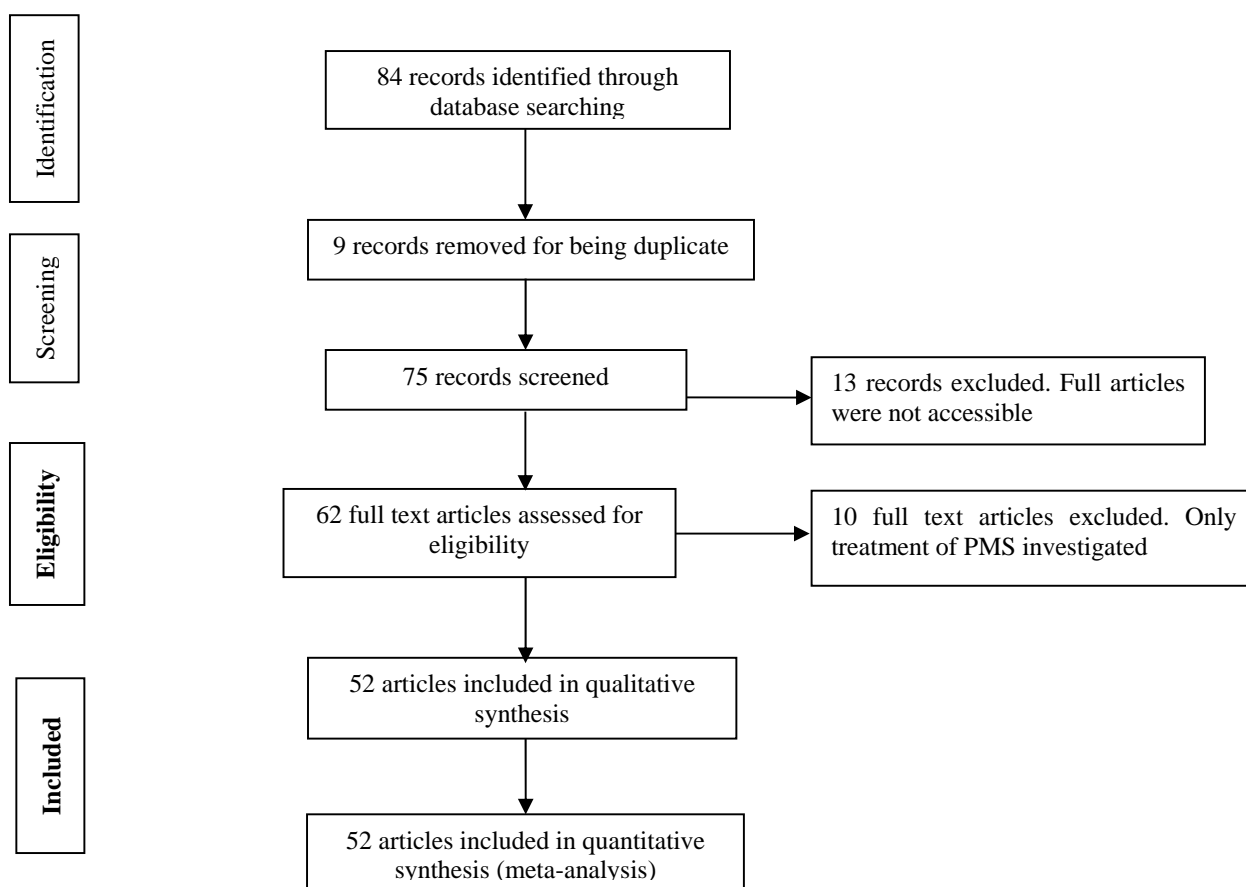 Identification
84 records identified through
database searching
9 records removed for being duplicate
Screening
75 records screened
13 records excluded. Full articles
were not accessible
Eligibility
62 full text articles assessed for
eligibility
10 full text articles excluded. Only
treatment of PMS investigated
Included
52 articles included in qualitative
synthesis
52 articles included in quantitative
synthesis (meta-analysis)